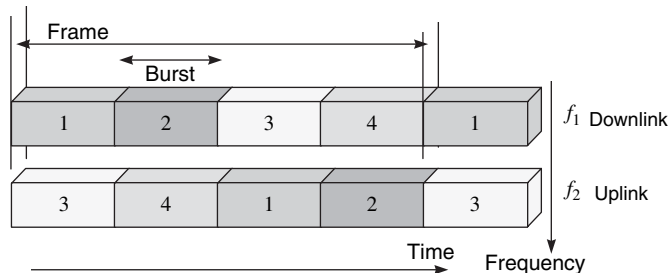 Frame
Burst
1 2 3 4 1
f1 Downlink
3 4 1 2 3
f2 Uplink
Time
Frequency